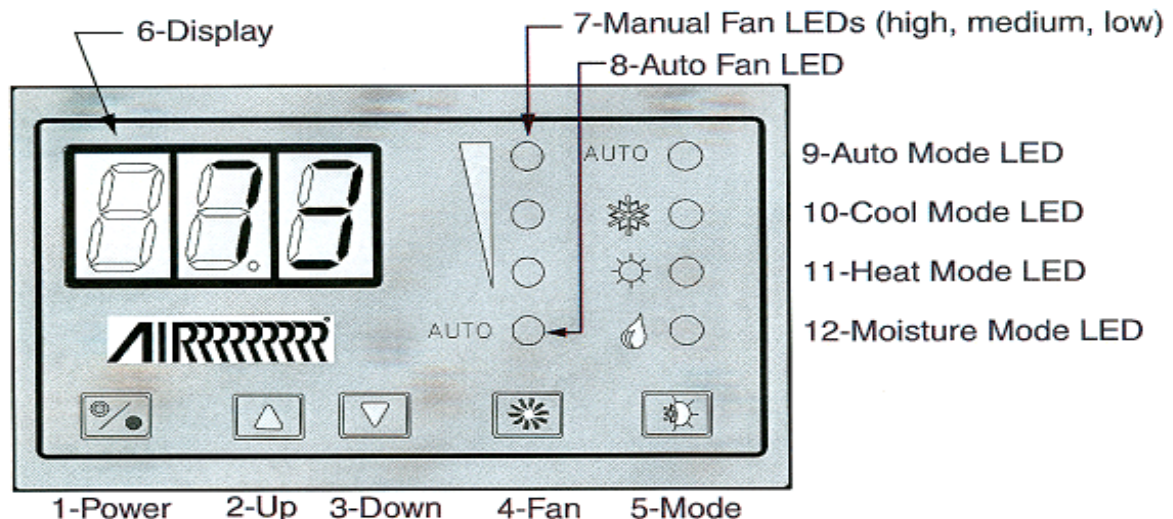 6-Display
7-Manual Fan LEDs (high, medium, low)
8-Auto Fan LED
73
AUTO
9-Auto Mode LED
10-Cool Mode LED
11-Heat Mode LED
AUTO
12-Moisture Mode LED
AIRRRRRRRRR
1-Power
2-Up
3-Down
4-Fan
5-Mode